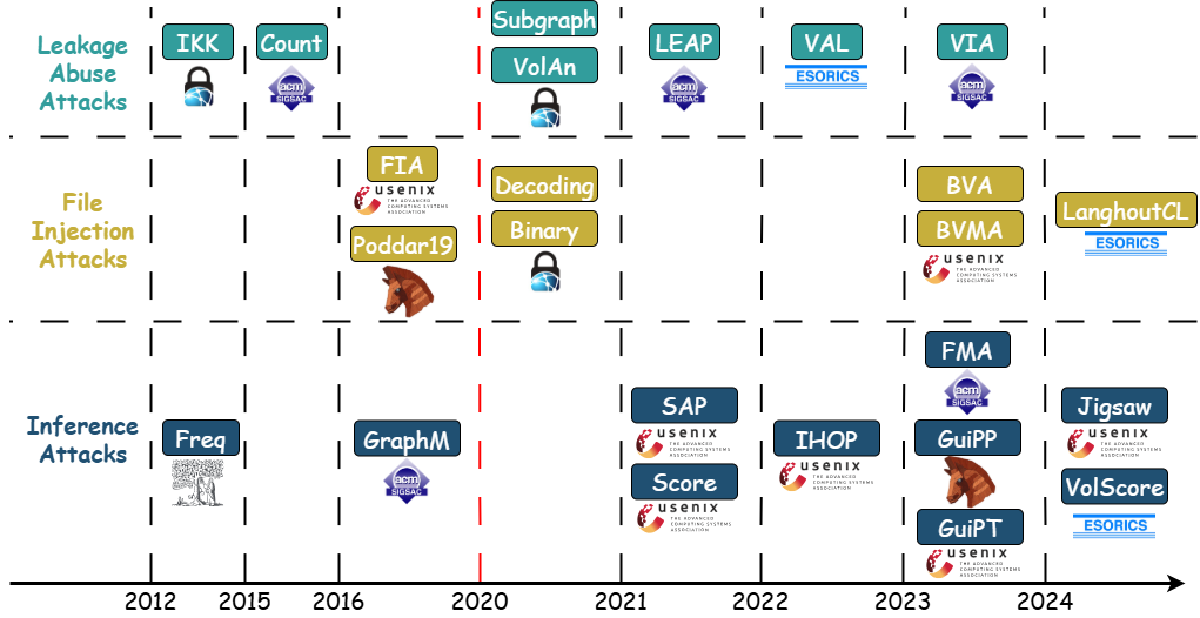 Leakage
Abuse
Attacks
IKK
Count
acm
SIGSAC
Subgraph
VolAn
LEAP
acm
SIGSAC
VAL
ESORICS
VIA
acm
SIGSAC
File
Injection
Attacks
FIA
usenix
THE ADVANCED
COMPUTING SYSTEMS
ASSOCIATION
Poddar19
Decoding
Binary
BVA
BVMA
usenix
THE ADVANCED
COMPUTING SYSTEMS
ASSOCIATION
LanghoutCL
ESORICS
Inference
Attacks
Freq
GraphM
acm
SIGSAC
SAP
usenix
THE ADVANCED
COMPUTING SYSTEMS
ASSOCIATION
Score
usenix
THE ADVANCED
COMPUTING SYSTEMS
ASSOCIATION
IHOP
usenix
THE ADVANCED
COMPUTING SYSTEMS
ASSOCIATION
FMA
acm
SIGSAC
GuiPP
GuiPT
usenix
THE ADVANCED
COMPUTING SYSTEMS
ASSOCIATION
Jigsaw
usenix
THE ADVANCED
COMPUTING SYSTEMS
ASSOCIATION
VolScore
ESORICS
2012
2015
2016
2020
2021
2022
2023
2024